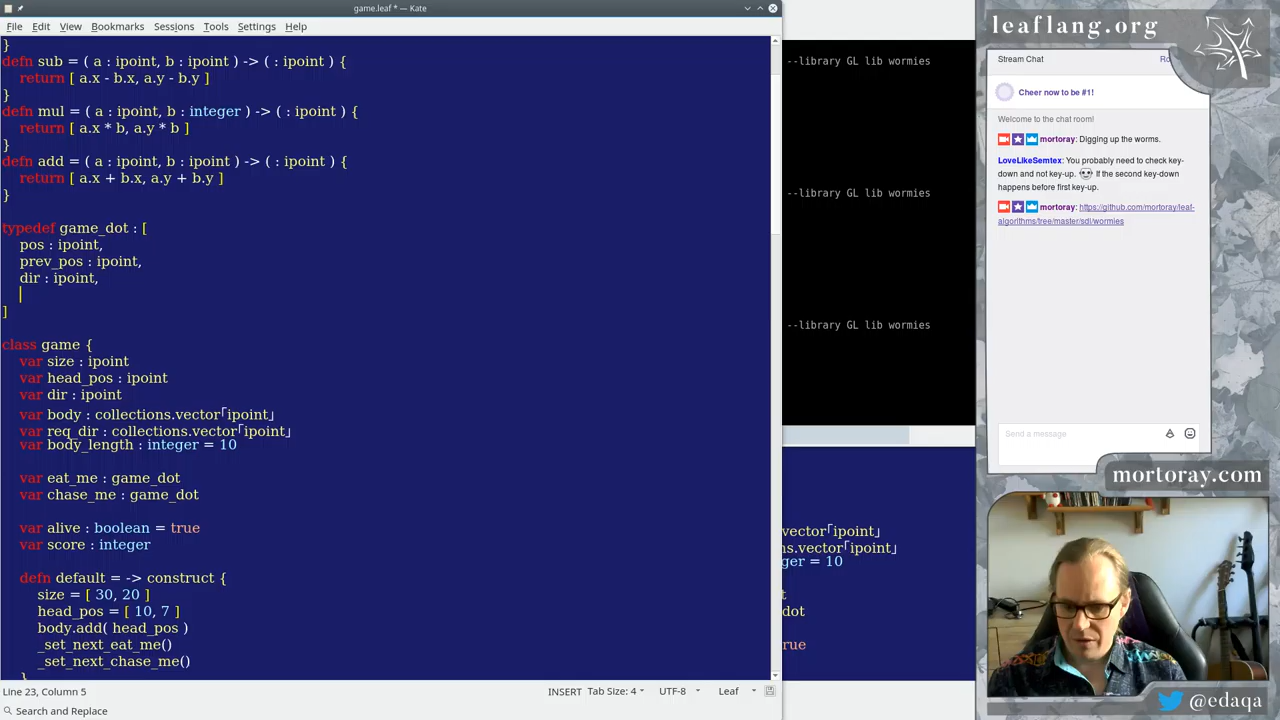 game.leaf * — Kate
File Edit View Bookmarks Sessions Tools Settings Help
}
defn sub = ( a : ipoint, b : ipoint ) -> ( : ipoint ) {
return [ a.x - b.x, a.y - b.y ]
}
defn mul = ( a : ipoint, b : integer ) -> ( : ipoint ) {
return [ a.x * b, a.y * b ]
}
defn add = ( a : ipoint, b : ipoint ) -> ( : ipoint ) {
return [ a.x + b.x, a.y + b.y ]
}
typedef game_dot : [
pos : ipoint,
prev_pos : ipoint,
dir : ipoint,
]
class game {
var size : ipoint
var head_pos : ipoint
var dir : ipoint
var body : collections.vector「ipoint」
var req_dir : collections.vector「ipoint」
var body_length : integer = 10
var eat_me : game_dot
var chase_me : game_dot
var alive : boolean = true
var score : integer
defn default = -> construct {
size = [ 30, 20 ]
head_pos = [ 10, 7 ]
body.add( head_pos )
_set_next_eat_me()
_set_next_chase_me()
}
Line 23, Column 5
INSERT Tab Size: 4 UTF-8 Leaf
Search and Replace
--library GL lib wormies
--library GL lib wormies
--library GL lib wormies
vector「ipoint」
ns.vector「ipoint」
ger = 10
t
dot
rue
leaflang.org
Stream Chat
Ro
Cheer now to be #1!
Welcome to the chat room!
mortoray: Digging up the worms.
LoveLikeSemtex: You probably need to check key-
down and not key-up. If the second key-down
happens before first key-up.
mortoray: https://github.com/mortoray/leaf-
algorithms/tree/master/sdl/wormies
Send a message
mortoray.com
@edaqa